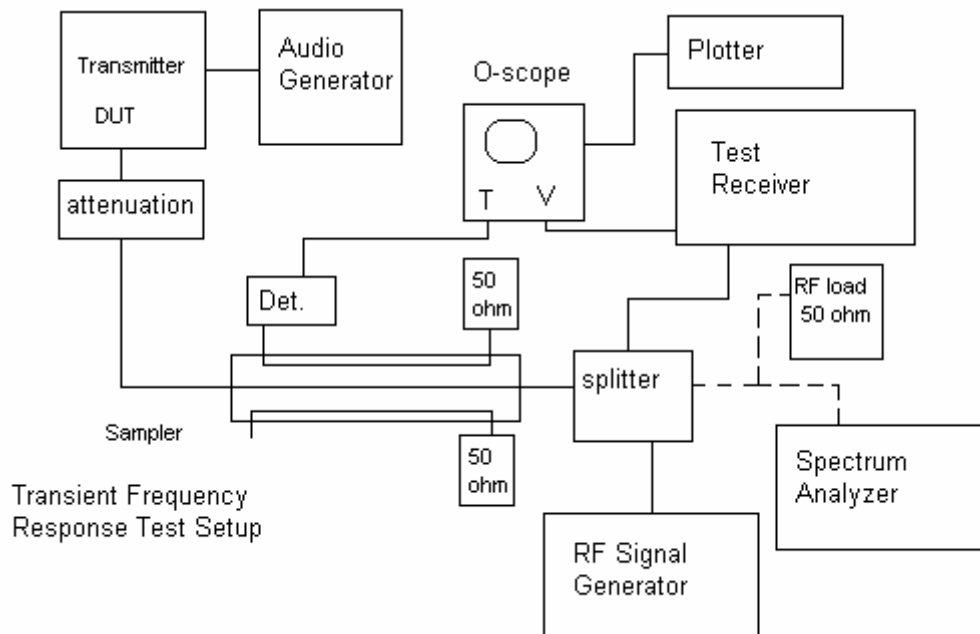 Transmitter
DUT
Audio
Generator
O-scope
Plotter
T V
Test
Receiver
attenuation
Det.
50
ohm
RF load
50 ohm
splitter
Sampler
50
ohm
Spectrum
Analyzer
Transient Frequency
Response Test Setup
RF Signal
Generator